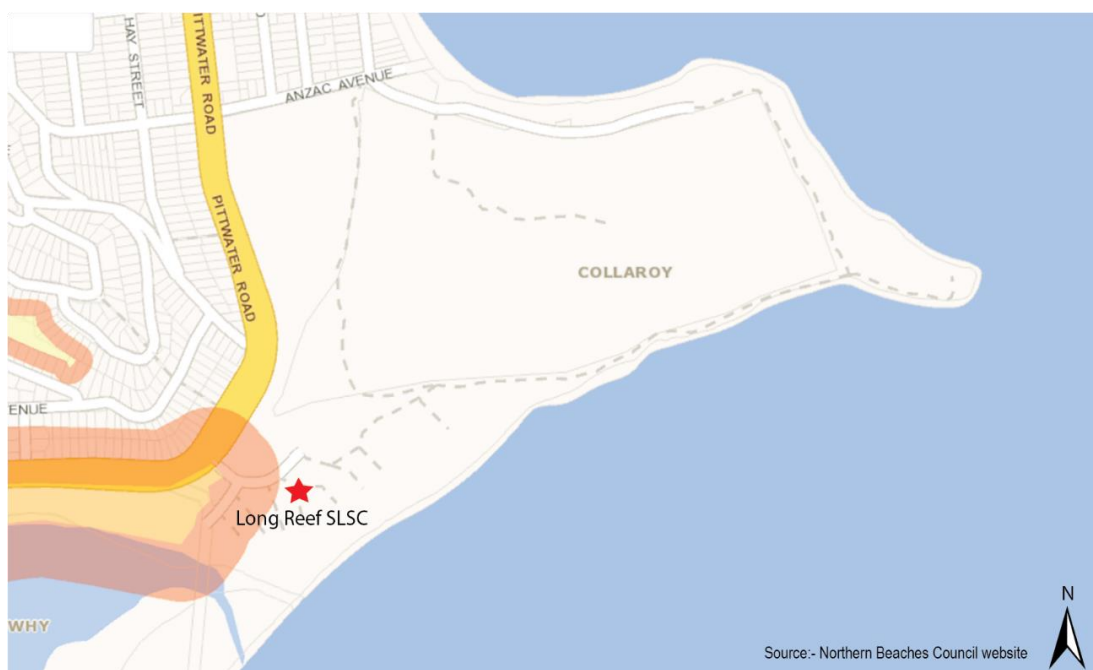 HAY STREET
PITTWATER ROAD
ANZAC AVENUE
PITTWATER ROAD
COLLAROY
ENUE
Long Reef SLSC
WHY
N
Source:- Northern Beaches Council website